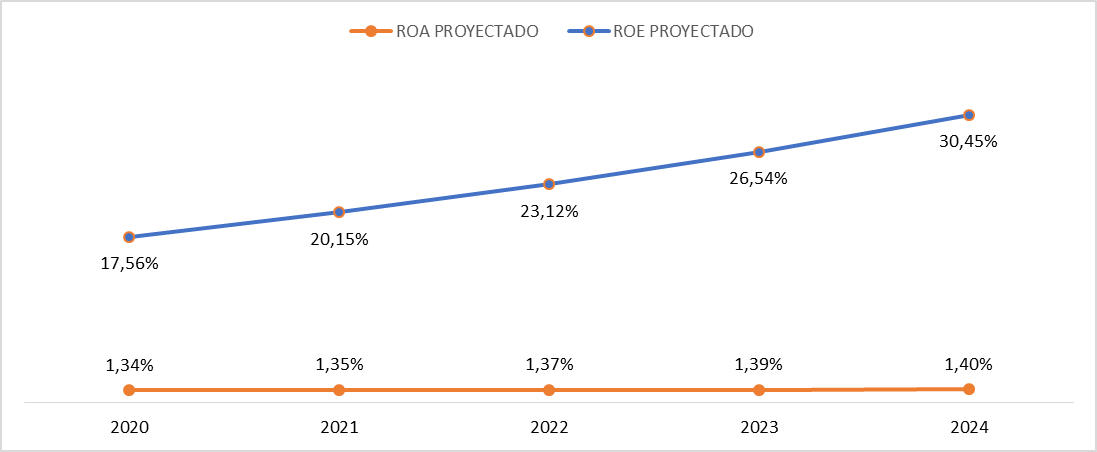 ROA PROYECTADO ROE PROYECTADO
30,45%
26,54%
23,12%
20,15%
17,56%
1,34% 1,35% 1,37% 1,39% 1,40%
2020 2021 2022 2023 2024